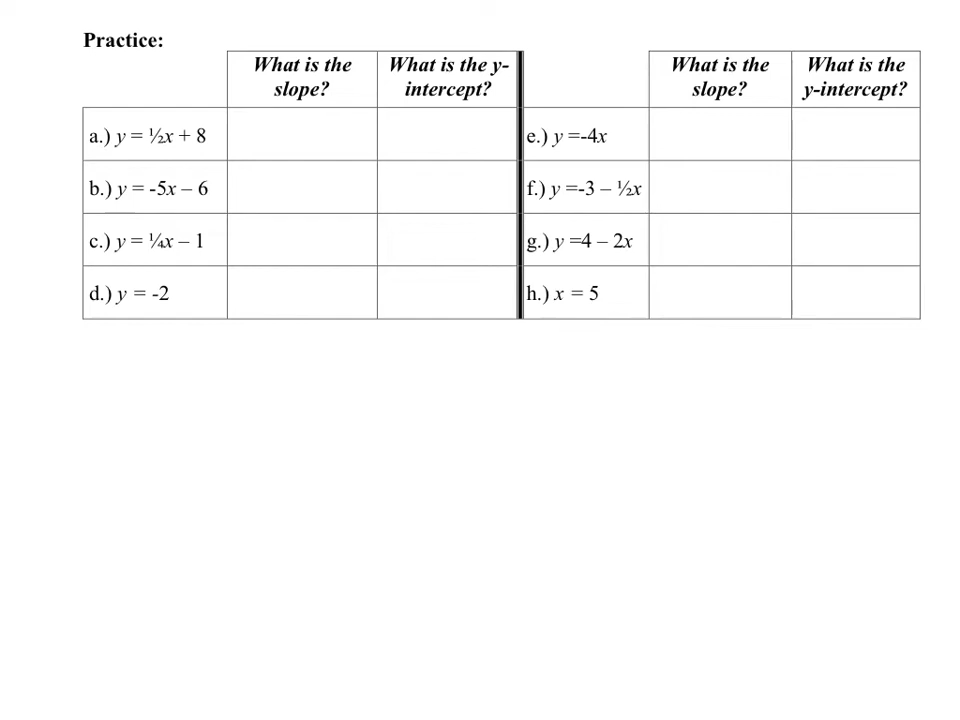 Practice:
What is the slope?
What is the y-intercept?
What is the slope?
What is the y-intercept?
a.) y = ½x + 8
e.) y =-4x
b.) y = -5x – 6
f.) y =-3 – ½x
c.) y = ¼x – 1
g.) y =4 – 2x
d.) y = -2
h.) x = 5